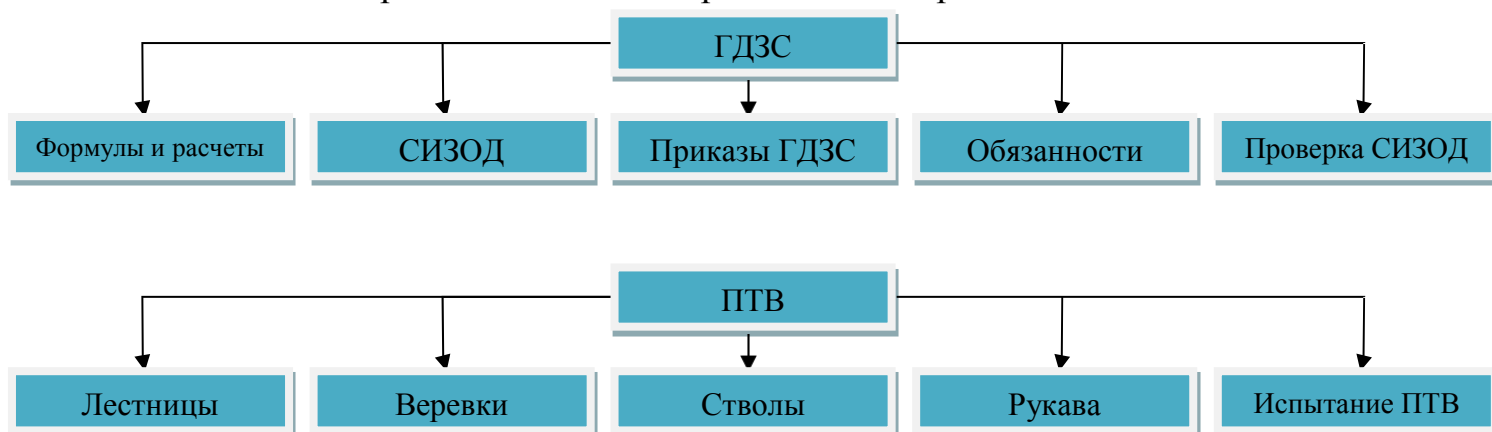 ГДЗС
Формулы и расчеты
СИЗОД
Приказы ГДЗС
Обязанности
Проверка СИЗОД
ПТВ
Лестницы
Веревки
Стволы
Рукава
Испытание ПТВ